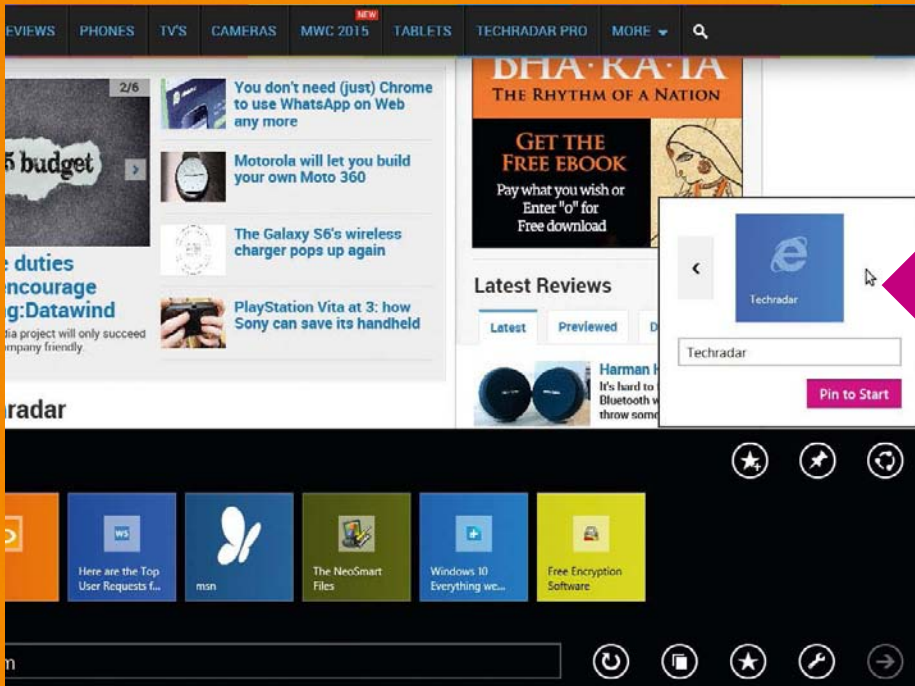 EVIEWS PHONES TV'S CAMERAS MWC 2015 NEW TABLETS TECHRADAR PRO MORE
2/6
5 budget
e duties
ncourage
g:Datawind
dia project will only succeed
ompany friendly.
You don't need (just) Chrome
to use WhatsApp on Web
any more
Motorola will let you build
your own Moto 360
The Galaxy S6's wireless
charger pops up again
PlayStation Vita at 3: how
Sony can save its handheld
BHA·RA·TA
THE RHYTHM OF A NATION
GET THE
FREE EBOOK
Pay what you wish or
Enter "0" for
Free download
Latest Reviews
Latest Previewed D
Harman K
It's hard to
Bluetooth w
throw some
Techradar
Techradar
Pin to Start
hradar
WS
Here are the Top
User Requests f...
msn
The NeoSmart
Files
Windows 10
Everything we...
Free Encryption
Software
m